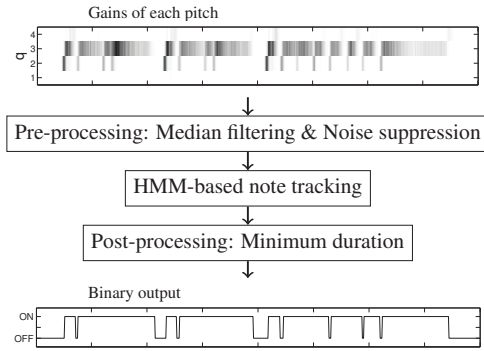 Gains of each pitch
4
3
q
2
1
Pre-processing: Median filtering & Noise suppression
HMM-based note tracking
Post-processing: Minimum duration
Binary output
ON
OFF